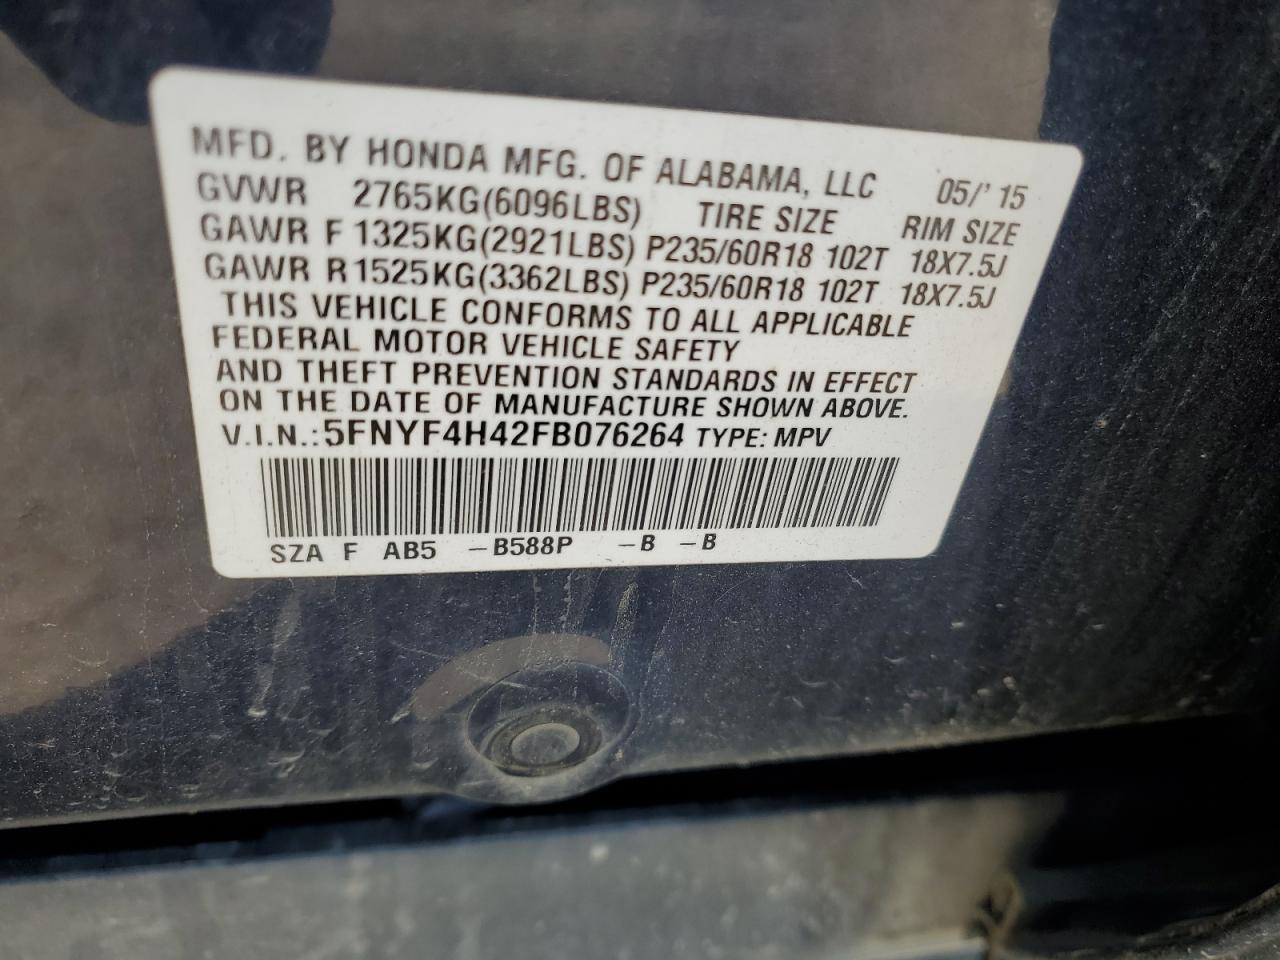 MFD. BY HONDA MFG. OF ALABAMA, LLC 05/' 15
GVWR 2765KG(6096LBS) TIRE SIZE RIM SIZE
GAWR F 1325KG(2921LBS) P235/60R18 102T 18X7.5J
GAWR R1525KG(3362LBS) P235/60R18 102T 18X7.5J
THIS VEHICLE CONFORMS TO ALL APPLICABLE
FEDERAL MOTOR VEHICLE SAFETY
AND THEFT PREVENTION STANDARDS IN EFFECT
ON THE DATE OF MANUFACTURE SHOWN ABOVE.
V.I.N.: 5FNYF4H42FB076264 TYPE: MPV
SZA F AB5 -B588P -B -B